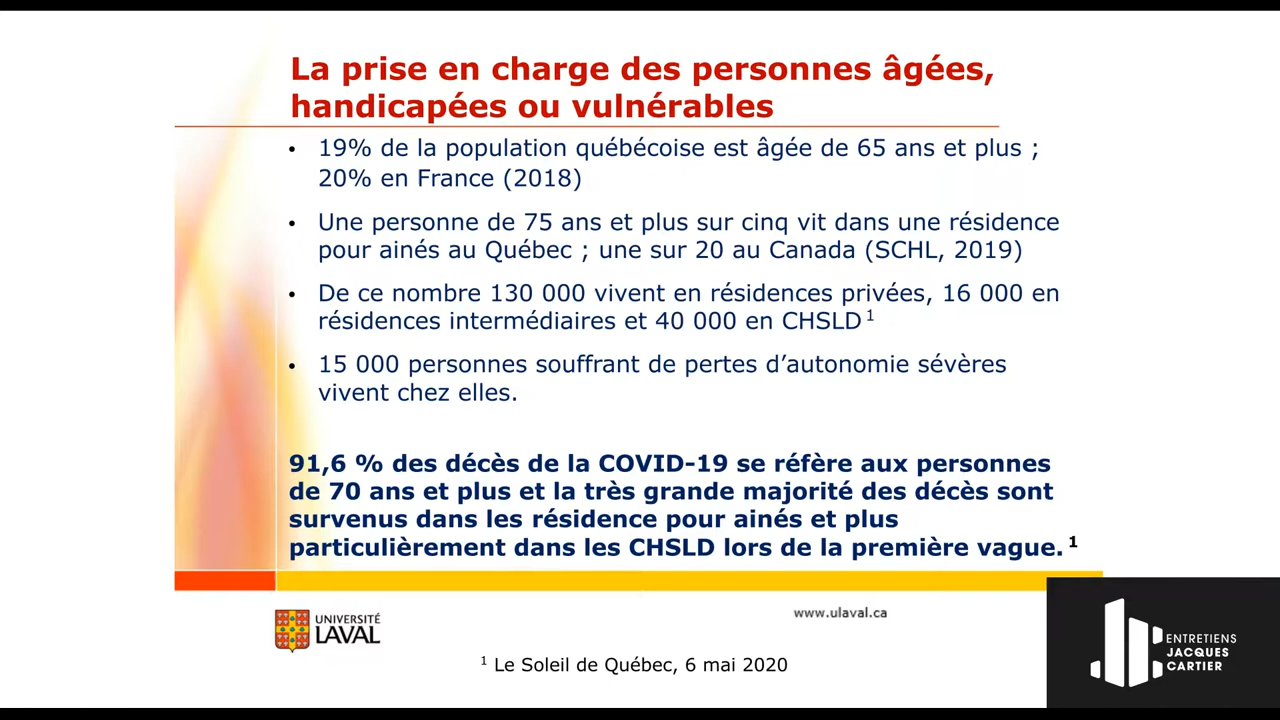 La prise en charge des personnes âgées,
handicapées ou vulnérables
• 19% de la population québécoise est âgée de 65 ans et plus ;
20% en France (2018)
• Une personne de 75 ans et plus sur cinq vit dans une résidence
pour ainés au Québec ; une sur 20 au Canada (SCHL, 2019)
• De ce nombre 130 000 vivent en résidences privées, 16 000 en
résidences intermédiaires et 40 000 en CHSLD ¹
• 15 000 personnes souffrant de pertes d’autonomie sévères
vivent chez elles.
91,6 % des décès de la COVID-19 se réfère aux personnes
de 70 ans et plus et la très grande majorité des décès sont
survenus dans les résidence pour ainés et plus
particulièrement dans les CHSLD lors de la première vague. ¹
UNIVERSITÉ
LAVAL
www.ulaval.ca
¹ Le Soleil de Québec, 6 mai 2020
ENTRETIENS
JACQUES
CARTIER